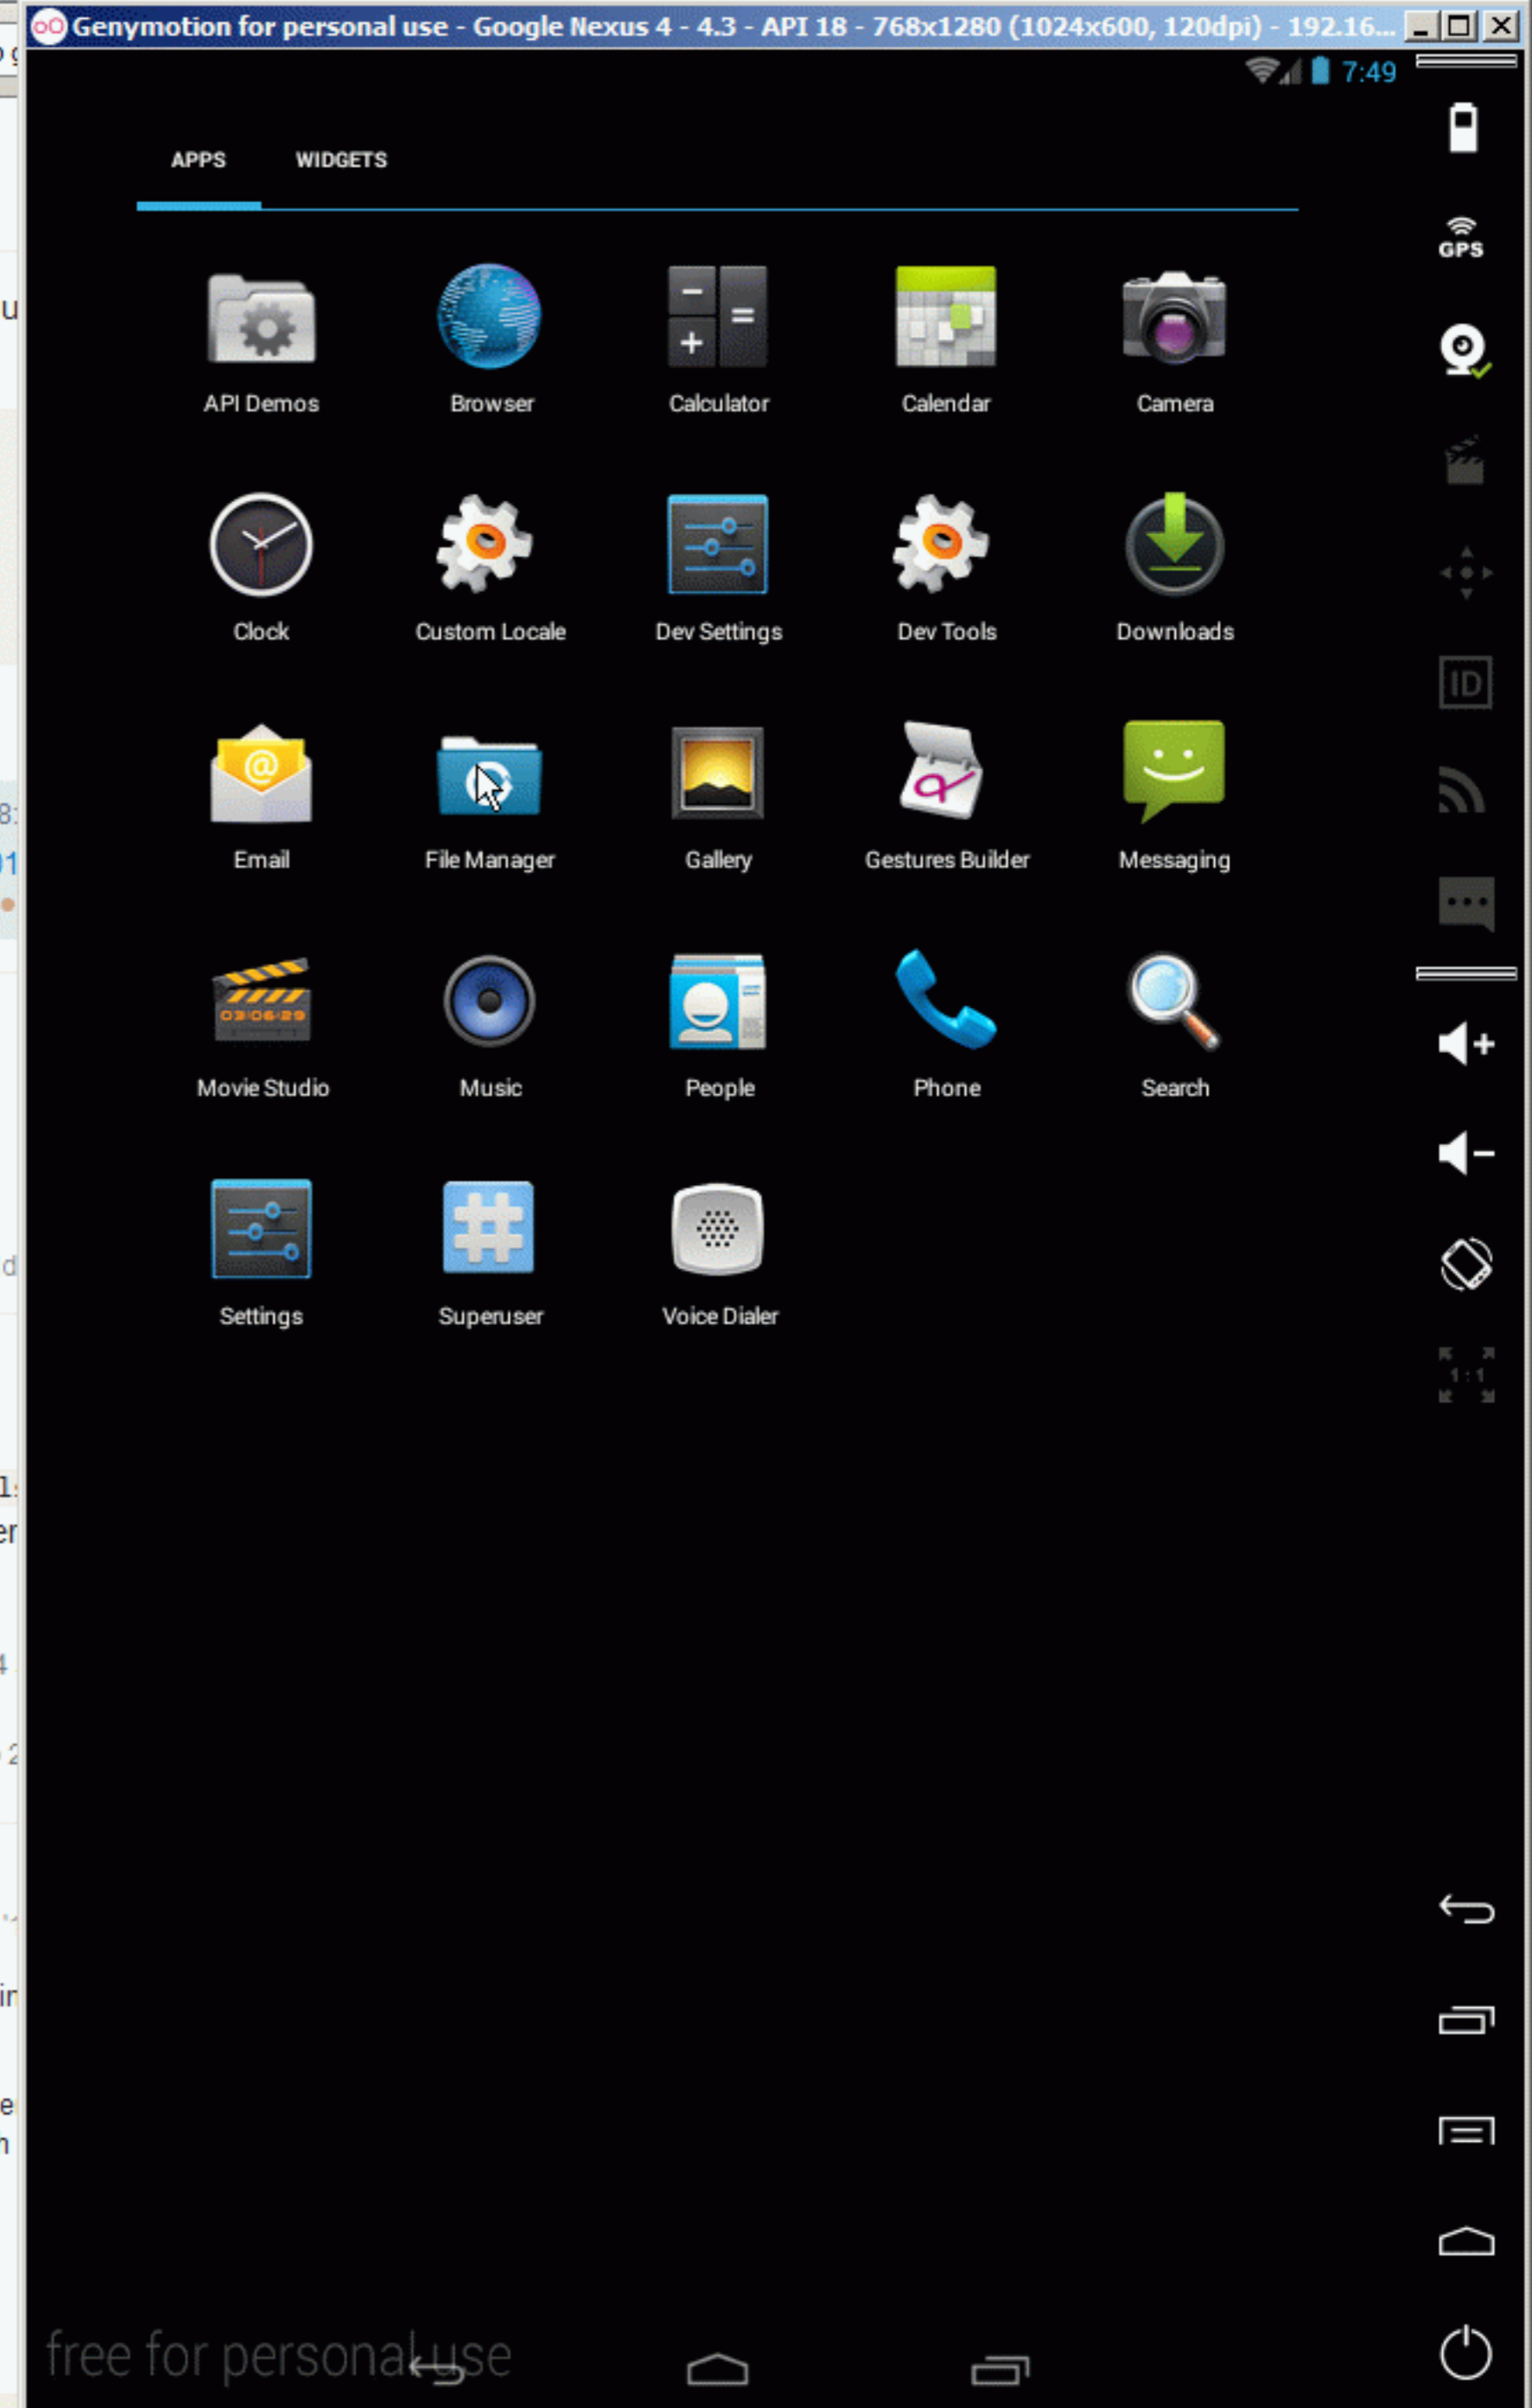 Genymotion for personal use - Google Nexus 4 - 4.3 - API 18 - 768x1280 (1024x600, 120dpi) - 192.16...
7:49
APPS WIDGETS
GPS
API Demos Browser Calculator Calendar Camera
Clock Custom Locale Dev Settings Dev Tools Downloads
ID
Email File Manager Gallery Gestures Builder Messaging
03:06:29
Movie Studio Music People Phone Search
Settings Superuser Voice Dialer
1:1
free for personal use